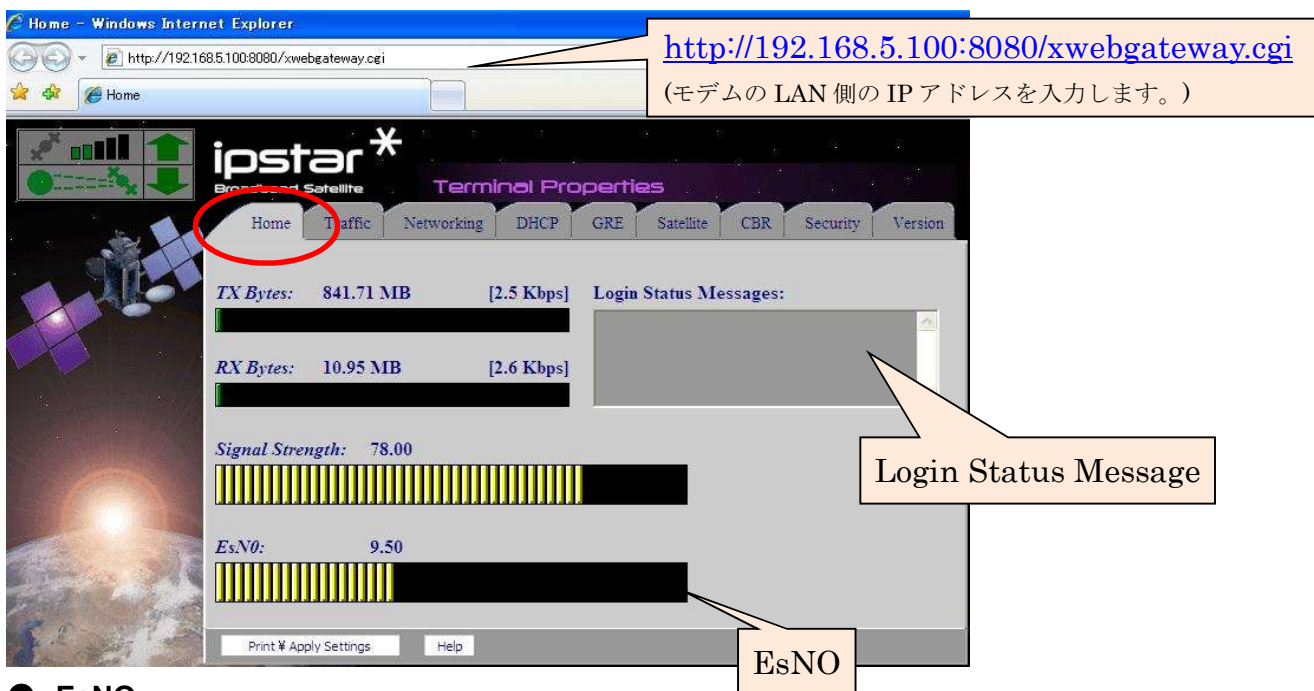 Home - Windows Internet Explorer
http://192.168.5.100:8080/xwebgateway.cgi
http://192.168.5.100:8080/xwebgateway.cgi
(モデムの LAN 側の IP アドレスを入力します。)
Home
ipstar
Broadband Satellite
Terminal Properties
Home Traffic Networking DHCP GRE Satellite CBR Security Version
TX Bytes: 841.71 MB [2.5 Kbps] Login Status Messages:
RX Bytes: 10.95 MB [2.6 Kbps]
Signal Strength: 78.00
Login Status Message
EsN0: 9.50
Print ¥ Apply Settings Help
EsNO